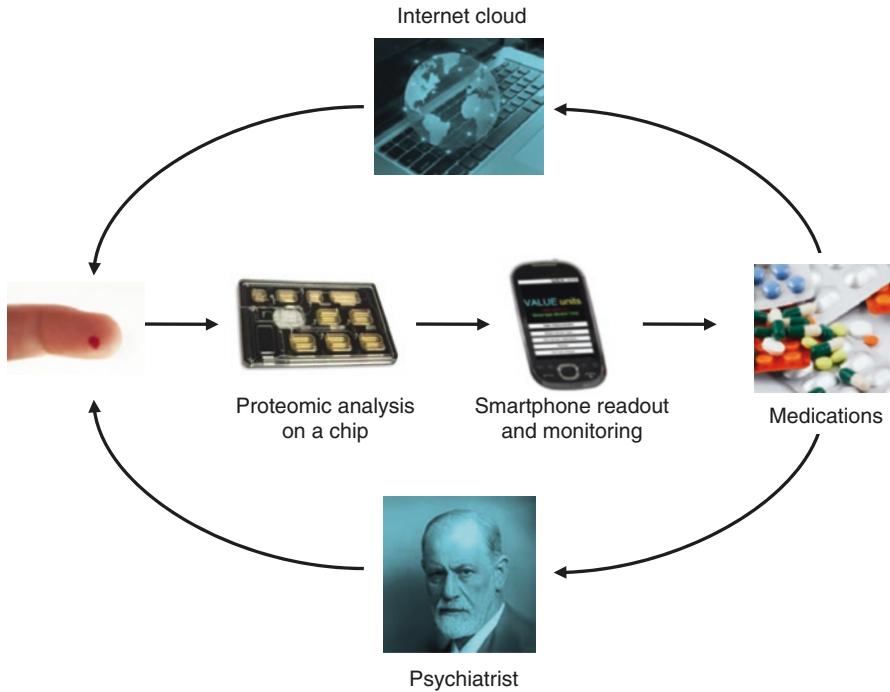 Internet cloud
VALUE units
Proteomic analysis
on a chip
Smartphone readout
and monitoring
Medications
Psychiatrist